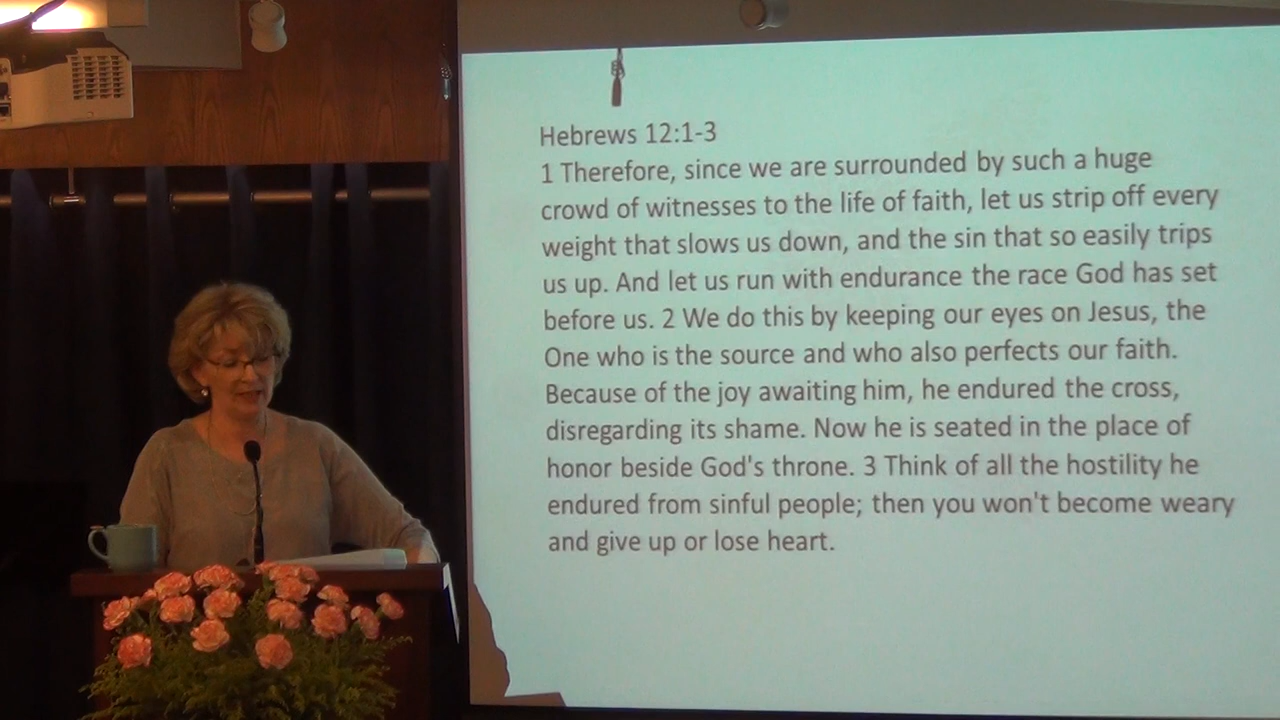 Hebrews 12:1-3
1 Therefore, since we are surrounded by such a huge
crowd of witnesses to the life of faith, let us strip off every
weight that slows us down, and the sin that so easily trips
us up. And let us run with endurance the race God has set
before us. 2 We do this by keeping our eyes on Jesus, the
One who is the source and who also perfects our faith.
Because of the joy awaiting him, he endured the cross,
disregarding its shame. Now he is seated in the place of
honor beside God's throne. 3 Think of all the hostility he
endured from sinful people; then you won't become weary
and give up or lose heart.